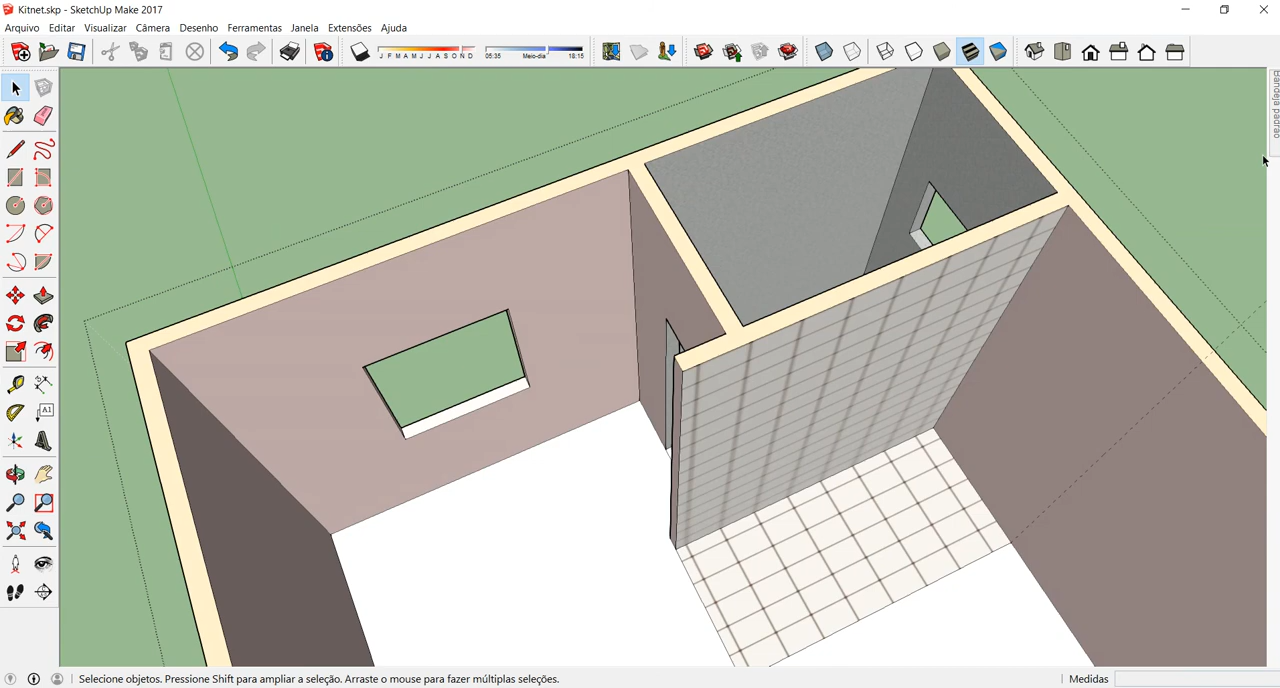 Kitnet.skp - SketchUp Make 2017
Arquivo Editar Visualizar Câmera Desenho Ferramentas Janela Extensões Ajuda
J F M A M J J A S O N D 05:35 Meio-dia 18:15
Bandeja padrão
A1
Selecione objetos. Pressione Shift para ampliar a seleção. Arraste o mouse para fazer múltiplas seleções. Medidas